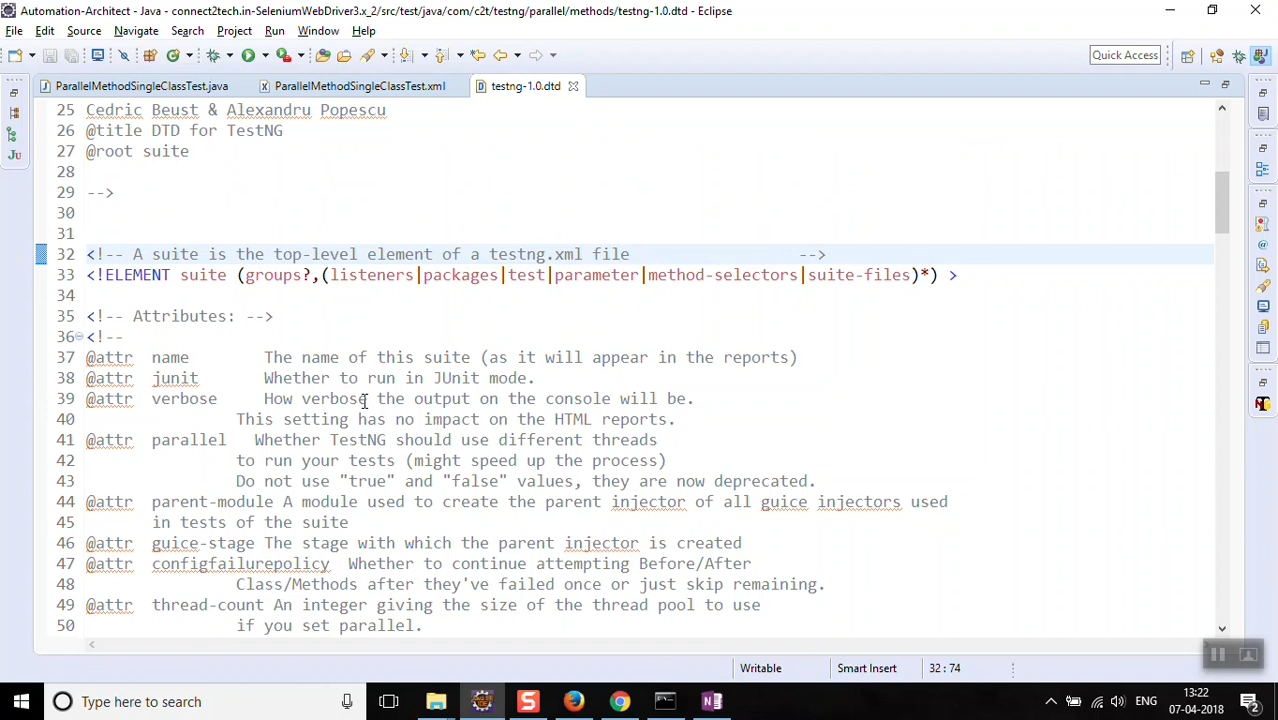 Automation-Architect - Java - connect2tech.in-SeleniumWebDriver3.x_2/src/test/java/com/c2t/testng/parallel/methods/testng-1.0.dtd - Eclipse
File Edit Source Navigate Search Project Run Window Help
Quick Access
ParallelMethodSingleClassTest.java ParallelMethodSingleClassTest.xml testng-1.0.dtd
25 Cedric Beust & Alexandru Popescu
26 @title DTD for TestNG
27 @root suite
28
29 -->
30
31
32 <!-- A suite is the top-level element of a testng.xml file -->
33 <!ELEMENT suite (groups?,(listeners|packages|test|parameter|method-selectors|suite-files)*) >
34
35 <!-- Attributes: -->
36 <!--
37 @attr name The name of this suite (as it will appear in the reports)
38 @attr junit Whether to run in JUnit mode.
39 @attr verbose How verbose the output on the console will be.
40 This setting has no impact on the HTML reports.
41 @attr parallel Whether TestNG should use different threads
42 to run your tests (might speed up the process)
43 Do not use "true" and "false" values, they are now deprecated.
44 @attr parent-module A module used to create the parent injector of all guice injectors used
45 in tests of the suite
46 @attr guice-stage The stage with which the parent injector is created
47 @attr configfailurepolicy Whether to continue attempting Before/After
48 Class/Methods after they've failed once or just skip remaining.
49 @attr thread-count An integer giving the size of the thread pool to use
50 if you set parallel.
Writable Smart Insert 32 : 74
Type here to search
ENG
13:22
07-04-2018
2